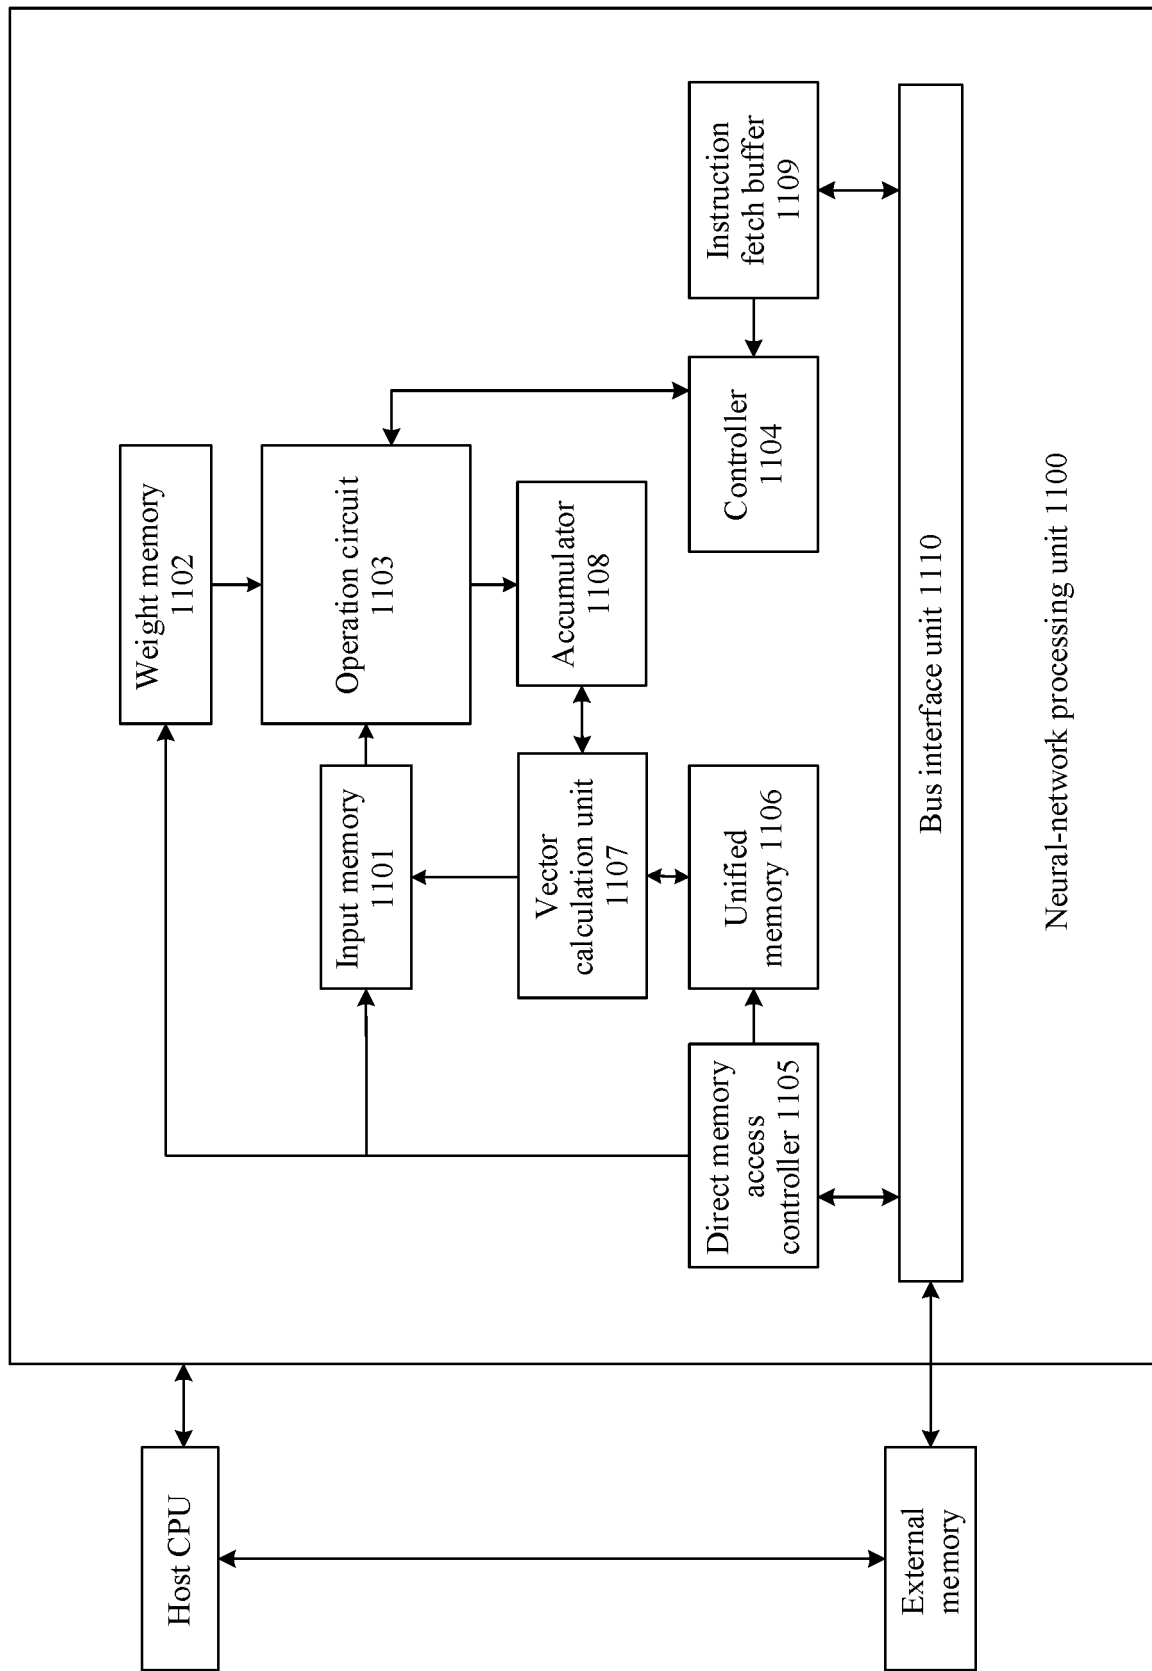 Host CPU
External
memory
Weight memory
1102
Input memory
1101
Operation circuit
1103
Vector
calculation unit
1107
Accumulator
1108
Direct memory
access
controller 1105
Unified
memory 1106
Controller
1104
Instruction
fetch buffer
1109
Bus interface unit 1110
Neural-network processing unit 1100